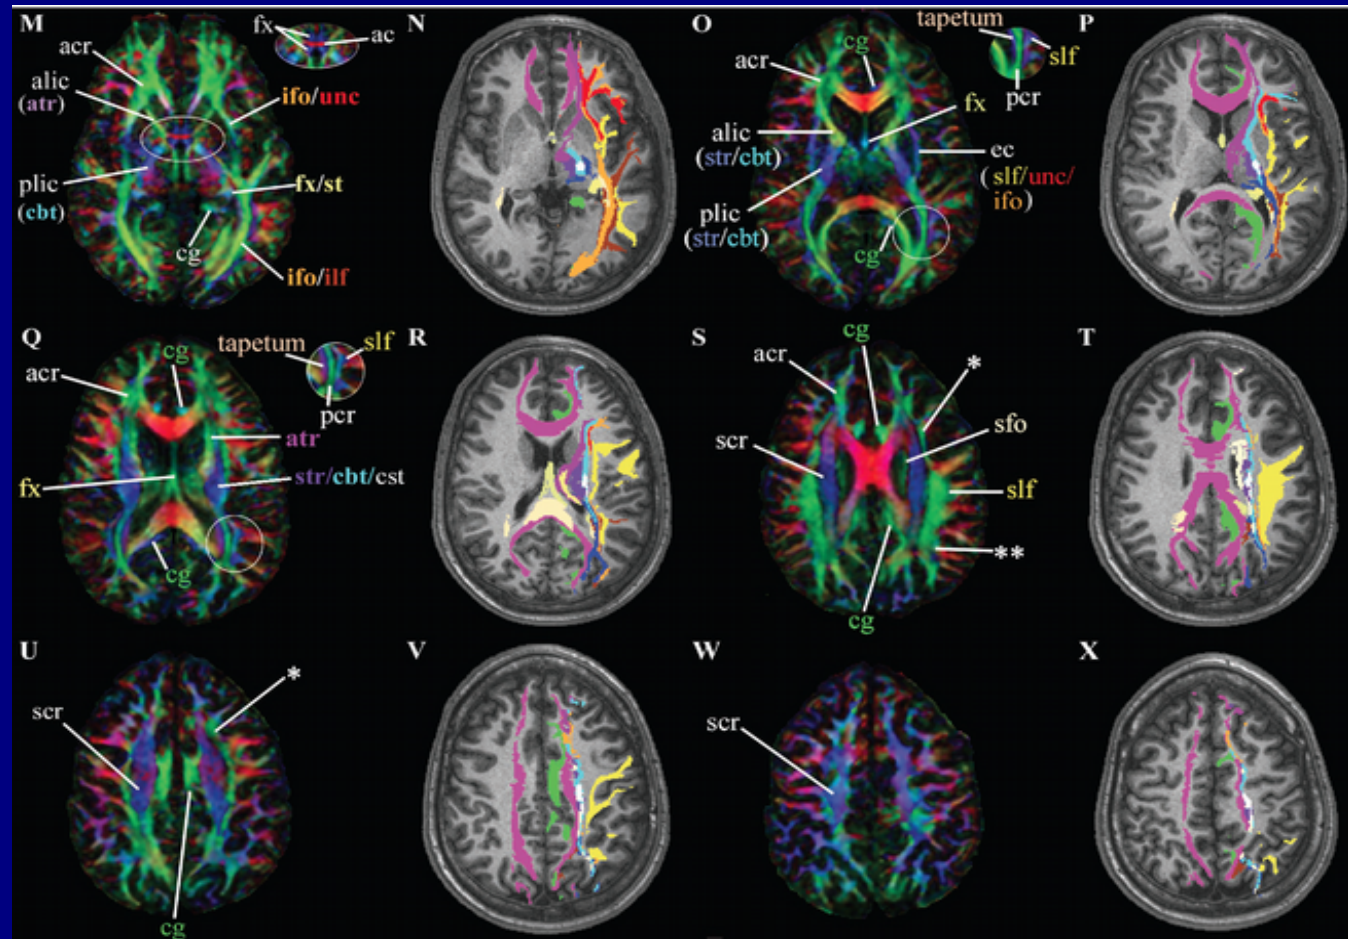 M
fx
ac
acr
alic
(atr)
ifo/unc
plic
(cbt)
fx/st
cg
ifo/ilf
N
O
tapetum
slf
pcr
cg
acr
fx
alic
(str/cbt)
ec
(slf/unc/
ifo)
plic
(str/cbt)
cg
P
Q
cg
tapetum
slf
pcr
acr
atr
fx
str/cbt/cst
cg
R
S
cg
acr
*
sfo
scr
slf
**
cg
T
U
*
scr
cg
V
W
scr
X